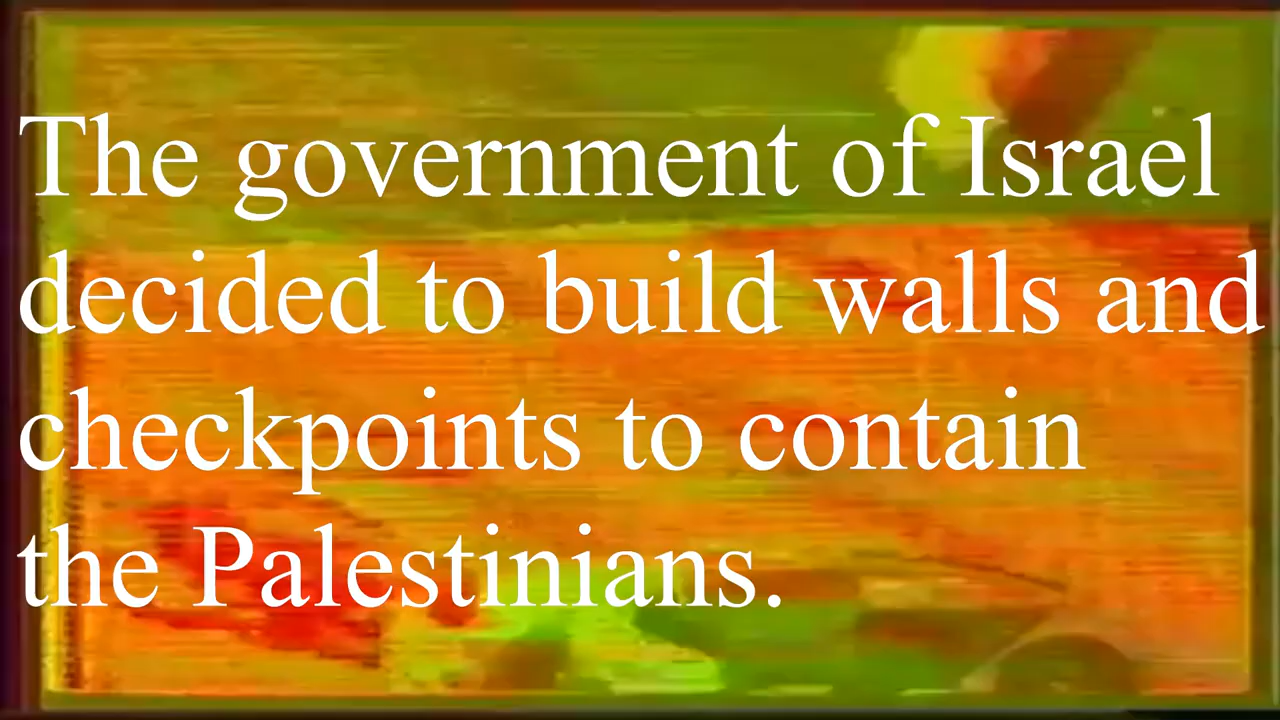 The government of Israel
decided to build walls and
checkpoints to contain
the Palestinians.